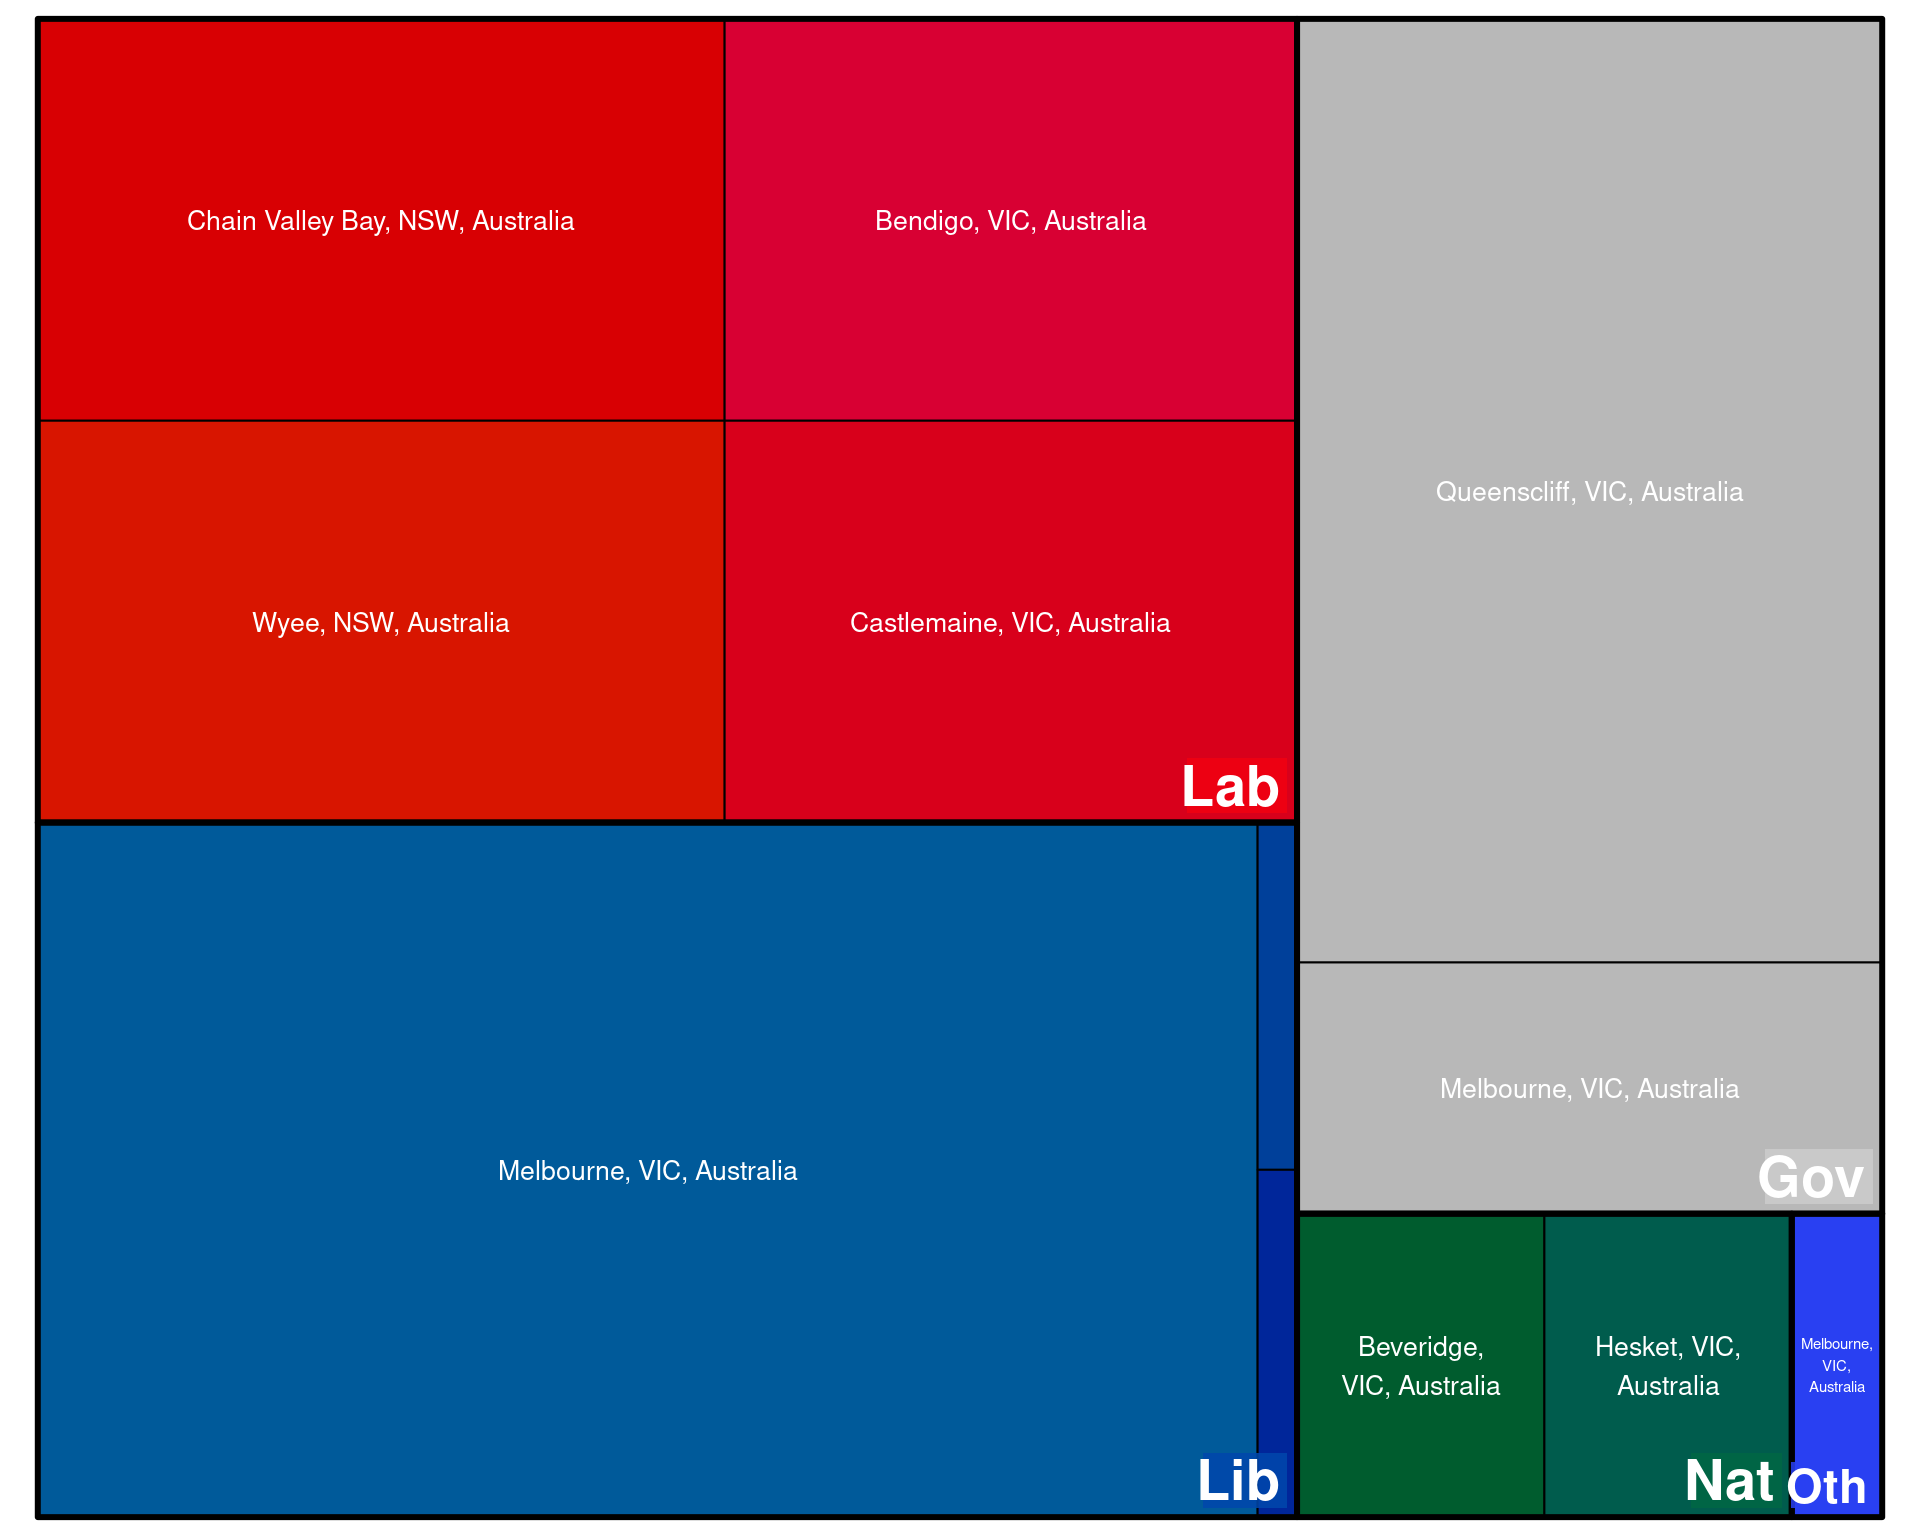 Chain Valley Bay, NSW, Australia
Bendigo, VIC, Australia
Wyee, NSW, Australia
Castlemaine, VIC, Australia
Lab
Melbourne, VIC, Australia
Lib
Queenscliff, VIC, Australia
Melbourne, VIC, Australia
Gov
Beveridge,
VIC, Australia
Hesket, VIC,
Australia
Nat
Melbourne,
VIC,
Australia
Oth